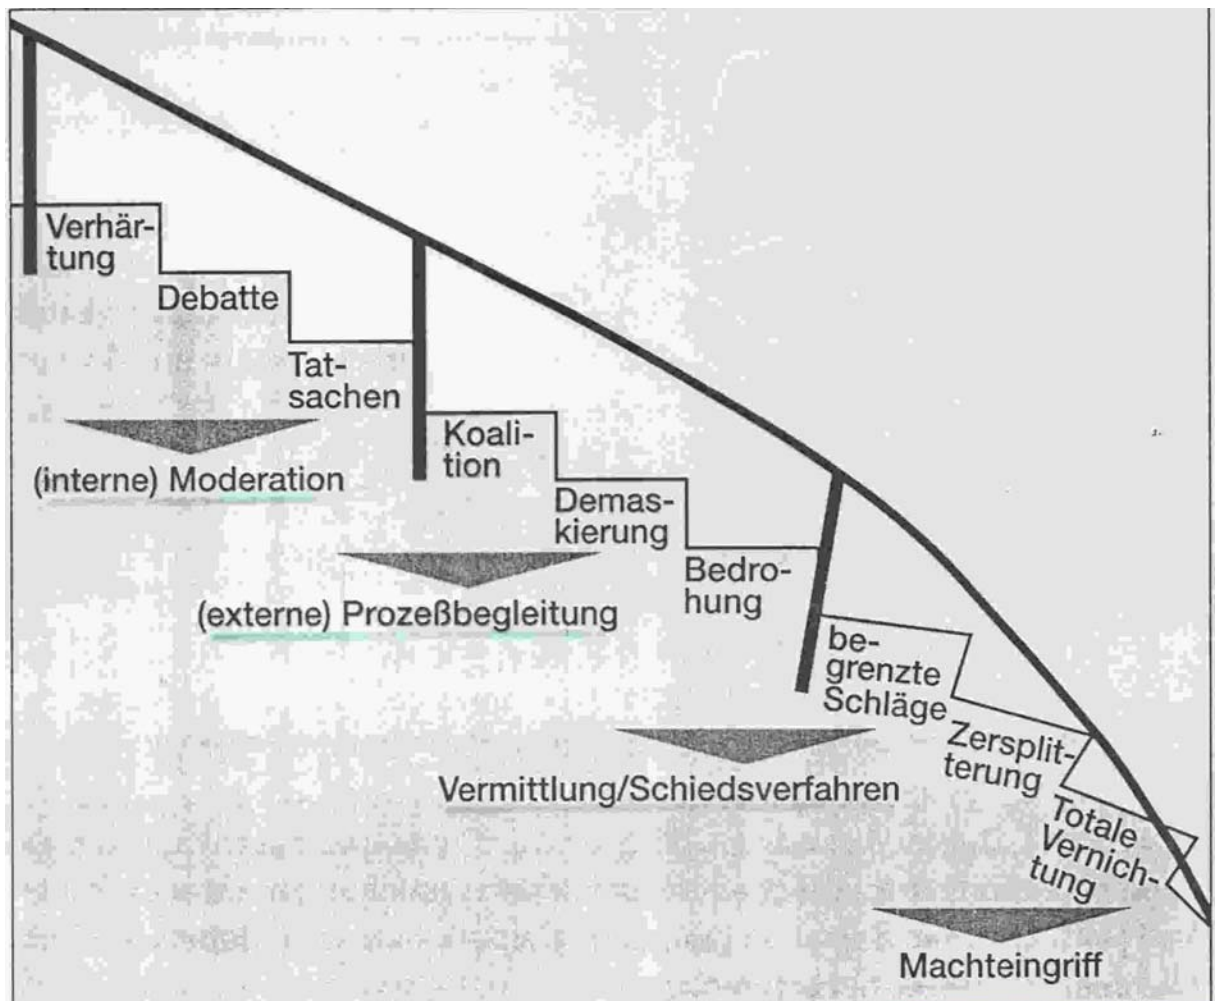 Verhär-
tung
Debatte
Tat-
sachen
(interne) Moderation
Koali-
tion
Demas-
kierung
(externe) Prozeßbegleitung
Bedro-
hung
be-
grenzte
Schläge
Vermittlung/Schiedsverfahren
Zersplit-
terung
Totale
Vernich-
tung
Machteingriff